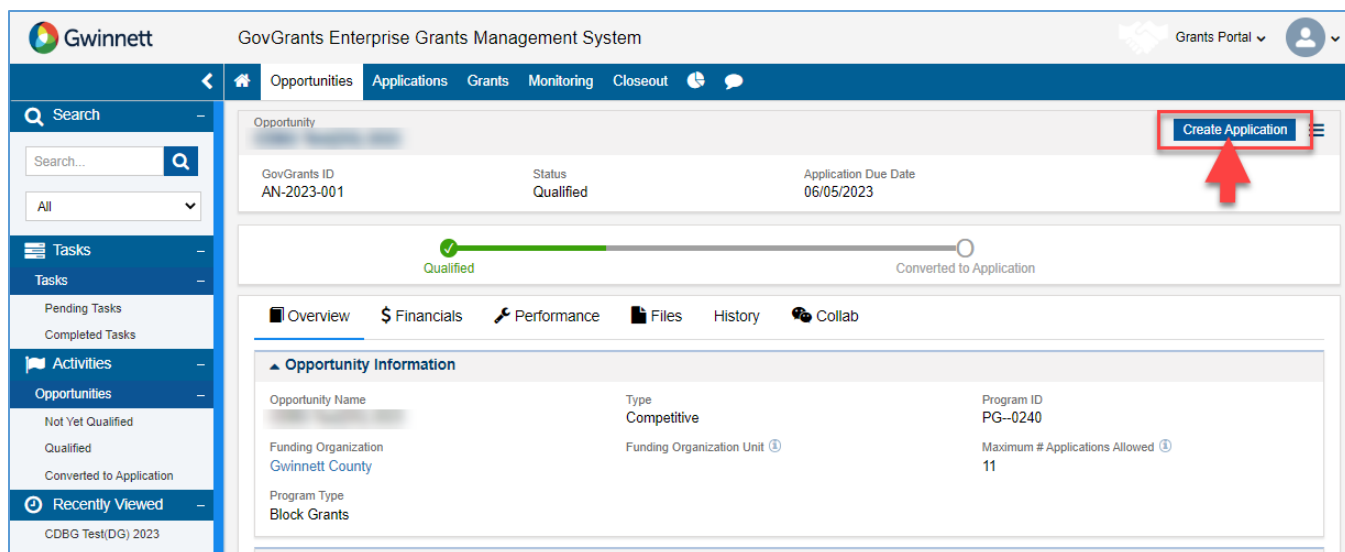 Gwinnett
GovGrants Enterprise Grants Management System
Grants Portal
Opportunities Applications Grants Monitoring Closeout
Search
Search...
All
Tasks
Tasks
Pending Tasks
Completed Tasks
Activities
Opportunities
Not Yet Qualified
Qualified
Converted to Application
Recently Viewed
CDBG Test(DG) 2023
Opportunity
Create Application
GovGrants ID Status Application Due Date
AN-2023-001 Qualified 06/05/2023
Qualified Converted to Application
Overview $ Financials Performance Files History Collab
Opportunity Information
Opportunity Name Type Program ID
Competitive PG--0240
Funding Organization Funding Organization Unit Maximum # Applications Allowed
Gwinnett County 11
Program Type
Block Grants